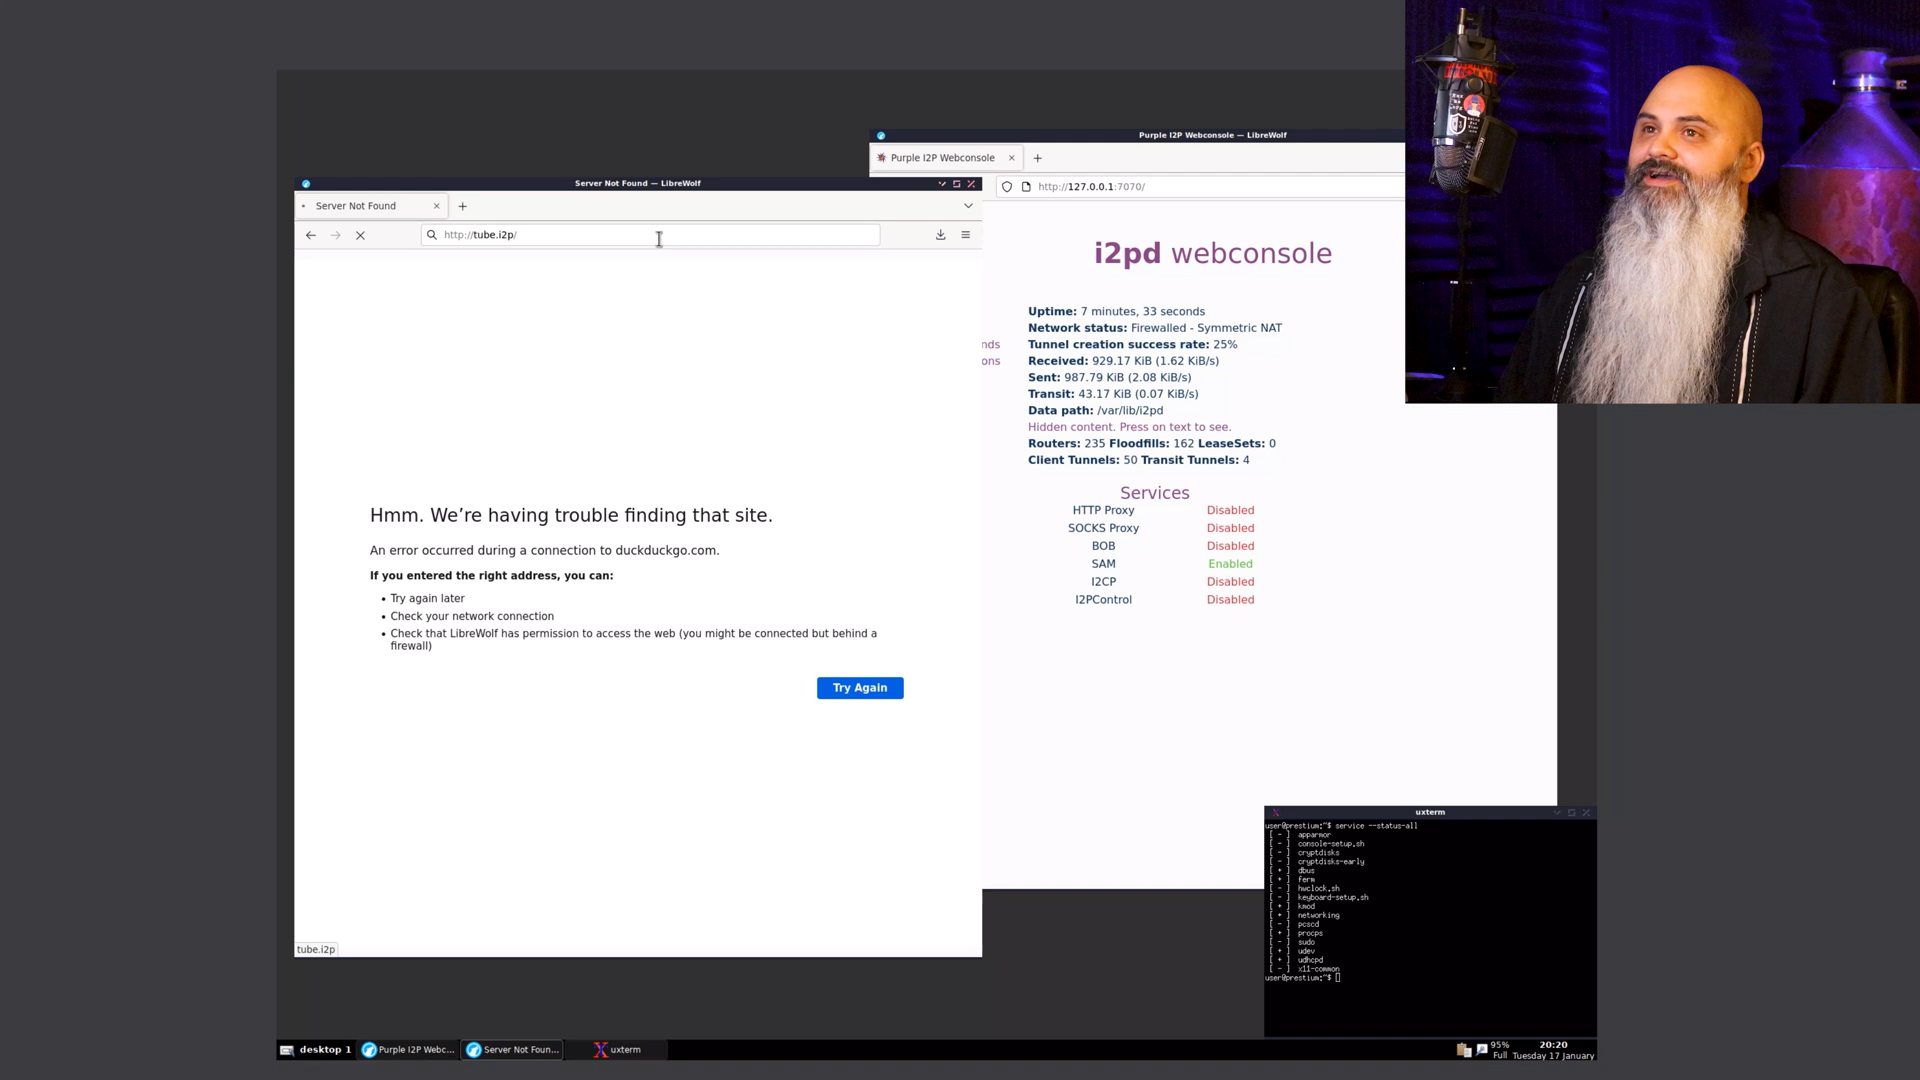 Purple I2P Webconsole — LibreWolf
Purple I2P Webconsole
http://127.0.0.1:7070/
Server Not Found — LibreWolf
Server Not Found
http://tube.i2p/
Hmm. We’re having trouble finding that site.
An error occurred during a connection to duckduckgo.com.
If you entered the right address, you can:
Try again later
Check your network connection
Check that LibreWolf has permission to access the web (you might be connected but behind a
firewall)
Try Again
tube.i2p
i2pd webconsole
nds
ons
Uptime: 7 minutes, 33 seconds
Network status: Firewalled - Symmetric NAT
Tunnel creation success rate: 25%
Received: 929.17 KiB (1.62 KiB/s)
Sent: 987.79 KiB (2.08 KiB/s)
Transit: 43.17 KiB (0.07 KiB/s)
Data path: /var/lib/i2pd
Hidden content. Press on text to see.
Routers: 235 Floodfills: 162 LeaseSets: 0
Client Tunnels: 50 Transit Tunnels: 4
Services
HTTP Proxy Disabled
SOCKS Proxy Disabled
BOB Disabled
SAM Enabled
I2CP Disabled
I2PControl Disabled
uxterm
user@prestium:~$ service --status-all
[ - ] apparmor
[ - ] console-setup.sh
[ - ] cryptdisks
[ - ] cryptdisks-early
[ + ] dbus
[ + ] ferm
[ - ] hwclock.sh
[ - ] keyboard-setup.sh
[ + ] kmod
[ + ] networking
[ - ] pcscd
[ + ] procps
[ - ] sudo
[ + ] udev
[ + ] udhcpd
[ - ] x11-common
user@prestium:~$
desktop 1
Purple I2P Webc...
Server Not Foun...
uxterm
95%
Full
20:20
Tuesday 17 January